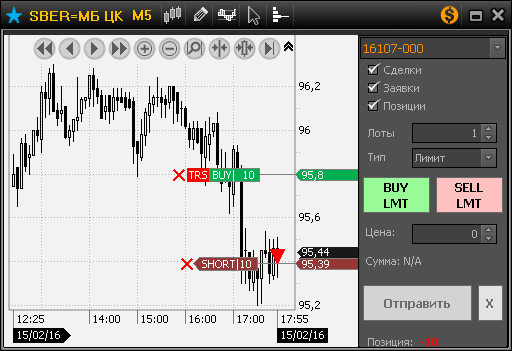 SBER=МБ ЦК M5
16107-000
Сделки
Заявки
Позиции
Лоты 1
Тип Лимит
BUY LMT
SELL LMT
Цена: 0
Сумма: N/A
Отправить X
Позиция: -10
96,2
96
TRS BUY 10 95,8
95,6
95,44
SHORT 10 95,39
95,2
12:25 14:00 15:00 16:00 17:00 17:55
15/02/16 15/02/16